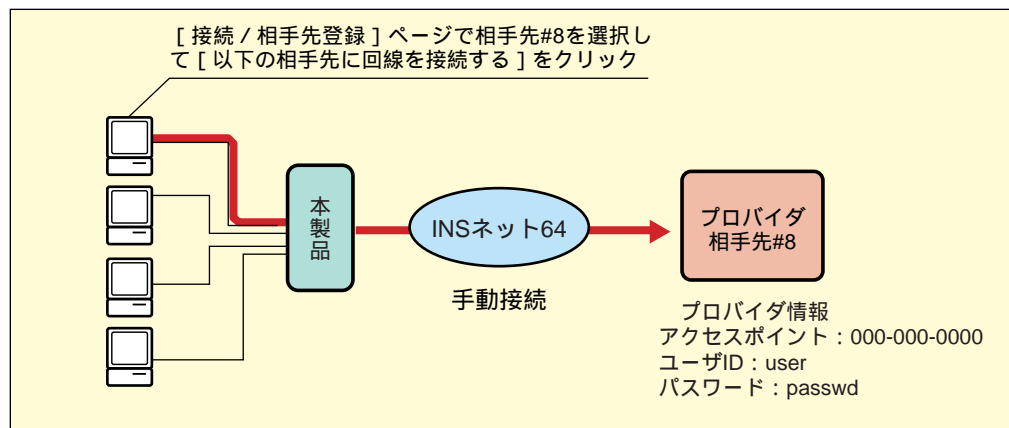 ［接続／相手先登録］ページで相手先#8を選択し
て［以下の相手先に回線を接続する］をクリック
本製品
INSネット64
手動接続
プロバイダ
相手先#8
プロバイダ情報
アクセスポイント：000-000-0000
ユーザID：user
パスワード：passwd